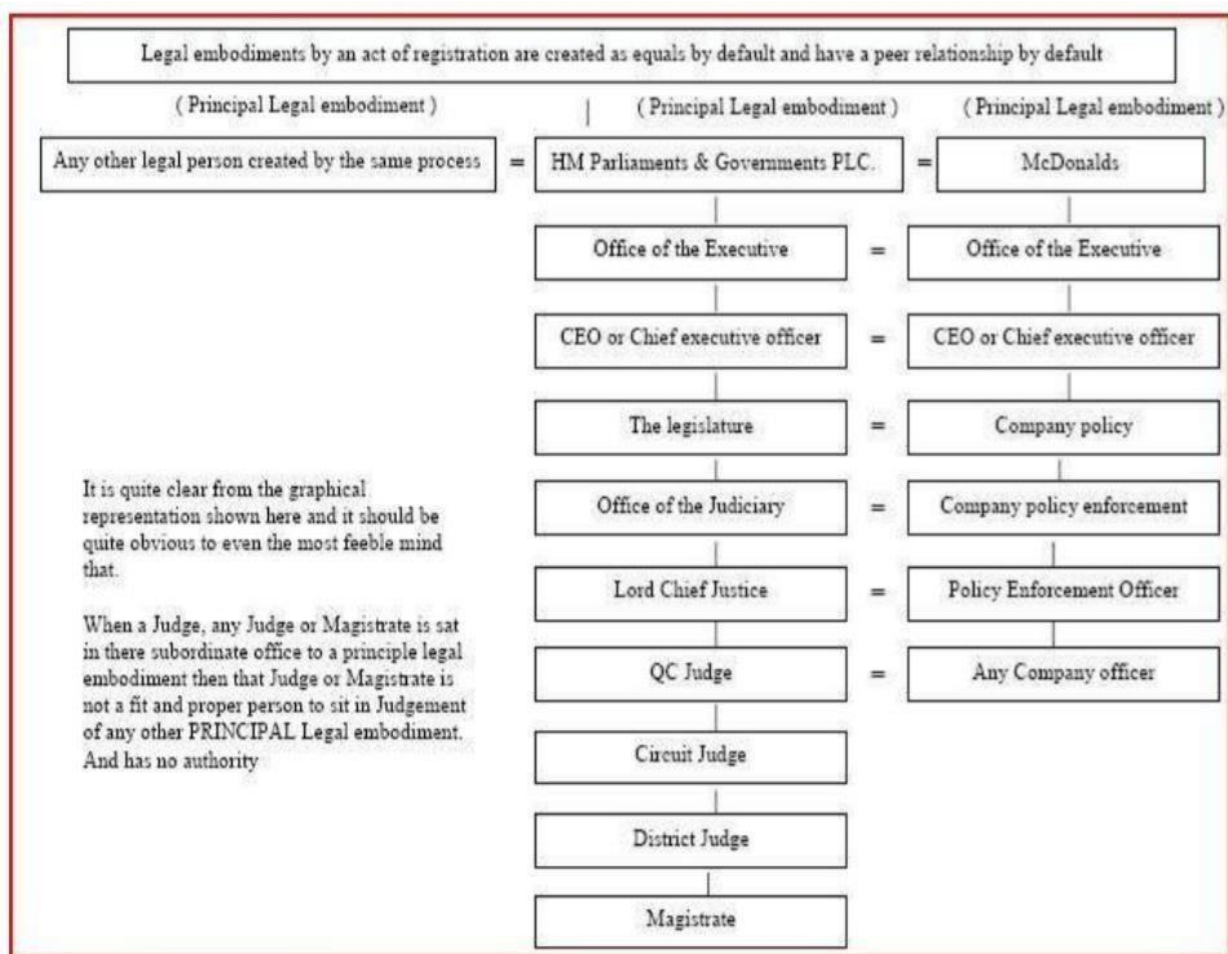 Legal embodiments by an act of registration are created as equals by default and have a peer relationship by default
( Principal Legal embodiment )
( Principal Legal embodiment )
( Principal Legal embodiment )
Any other legal person created by the same process
=
HM Parliaments & Governments PLC.
=
McDonalds
Office of the Executive
=
Office of the Executive
CEO or Chief executive officer
=
CEO or Chief executive officer
The legislature
=
Company policy
Office of the Judiciary
=
Company policy enforcement
Lord Chief Justice
=
Policy Enforcement Officer
QC Judge
=
Any Company officer
Circuit Judge
District Judge
Magistrate
It is quite clear from the graphical
representation shown here and it should be
quite obvious to even the most feeble mind
that.
When a Judge, any Judge or Magistrate is sat
in there subordinate office to a principle legal
embodiment then that Judge or Magistrate is
not a fit and proper person to sit in Judgement
of any other PRINCIPAL Legal embodiment.
And has no authority